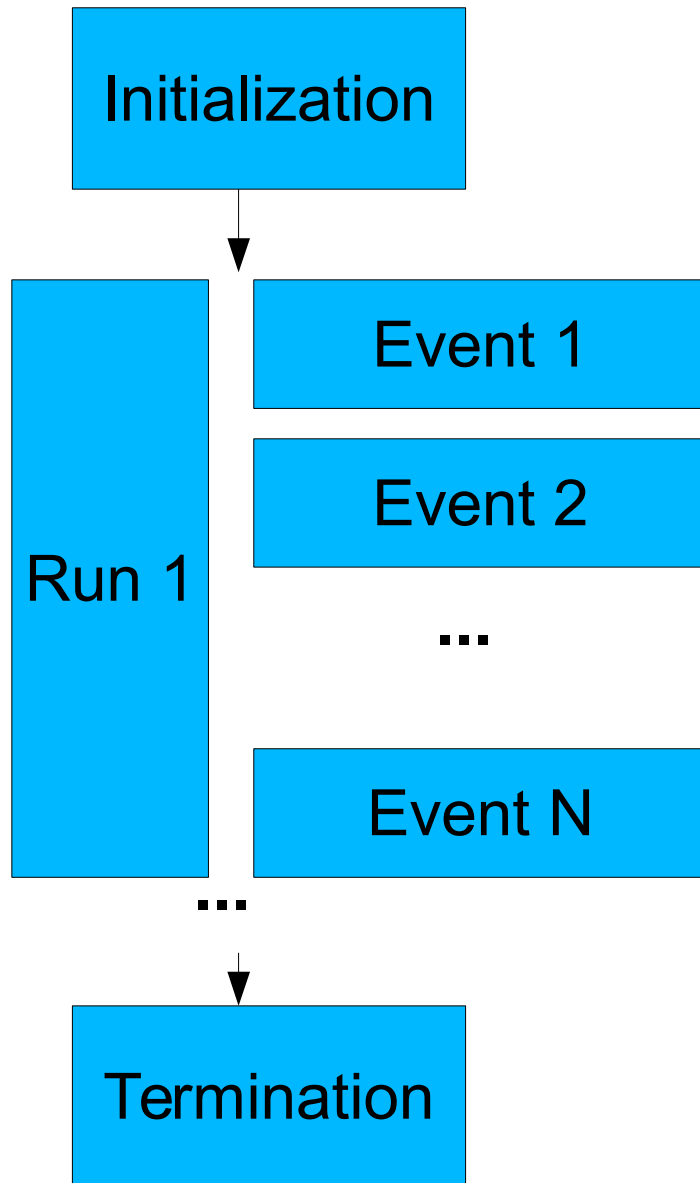 Initialization
Event 1
Event 2
Run 1
...
Event N
...
Termination